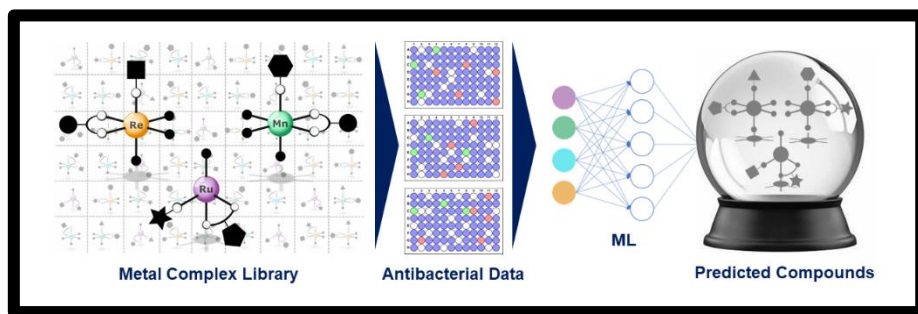 Re
Mn
Ru
Metal Complex Library
Antibacterial Data
ML
Predicted Compounds